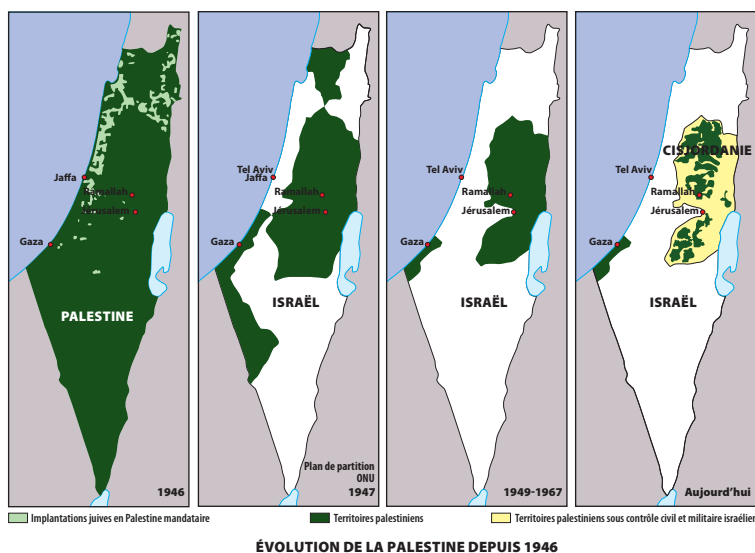 Jaffa
Ramallah
Jérusalem
Gaza
PALESTINE
1946
Tel Aviv
Jaffa
Ramallah
Jérusalem
Gaza
ISRAËL
Plan de partition
ONU
1947
Tel Aviv
Ramallah
Jérusalem
Gaza
ISRAËL
1949-1967
CISJORDANIE
Tel Aviv
Ramallah
Jérusalem
Gaza
ISRAËL
Aujourd'hui
Implantations juives en Palestine mandataire
Territoires palestiniens
Territoires palestiniens sous contrôle civil et militaire israélien
ÉVOLUTION DE LA PALESTINE DEPUIS 1946